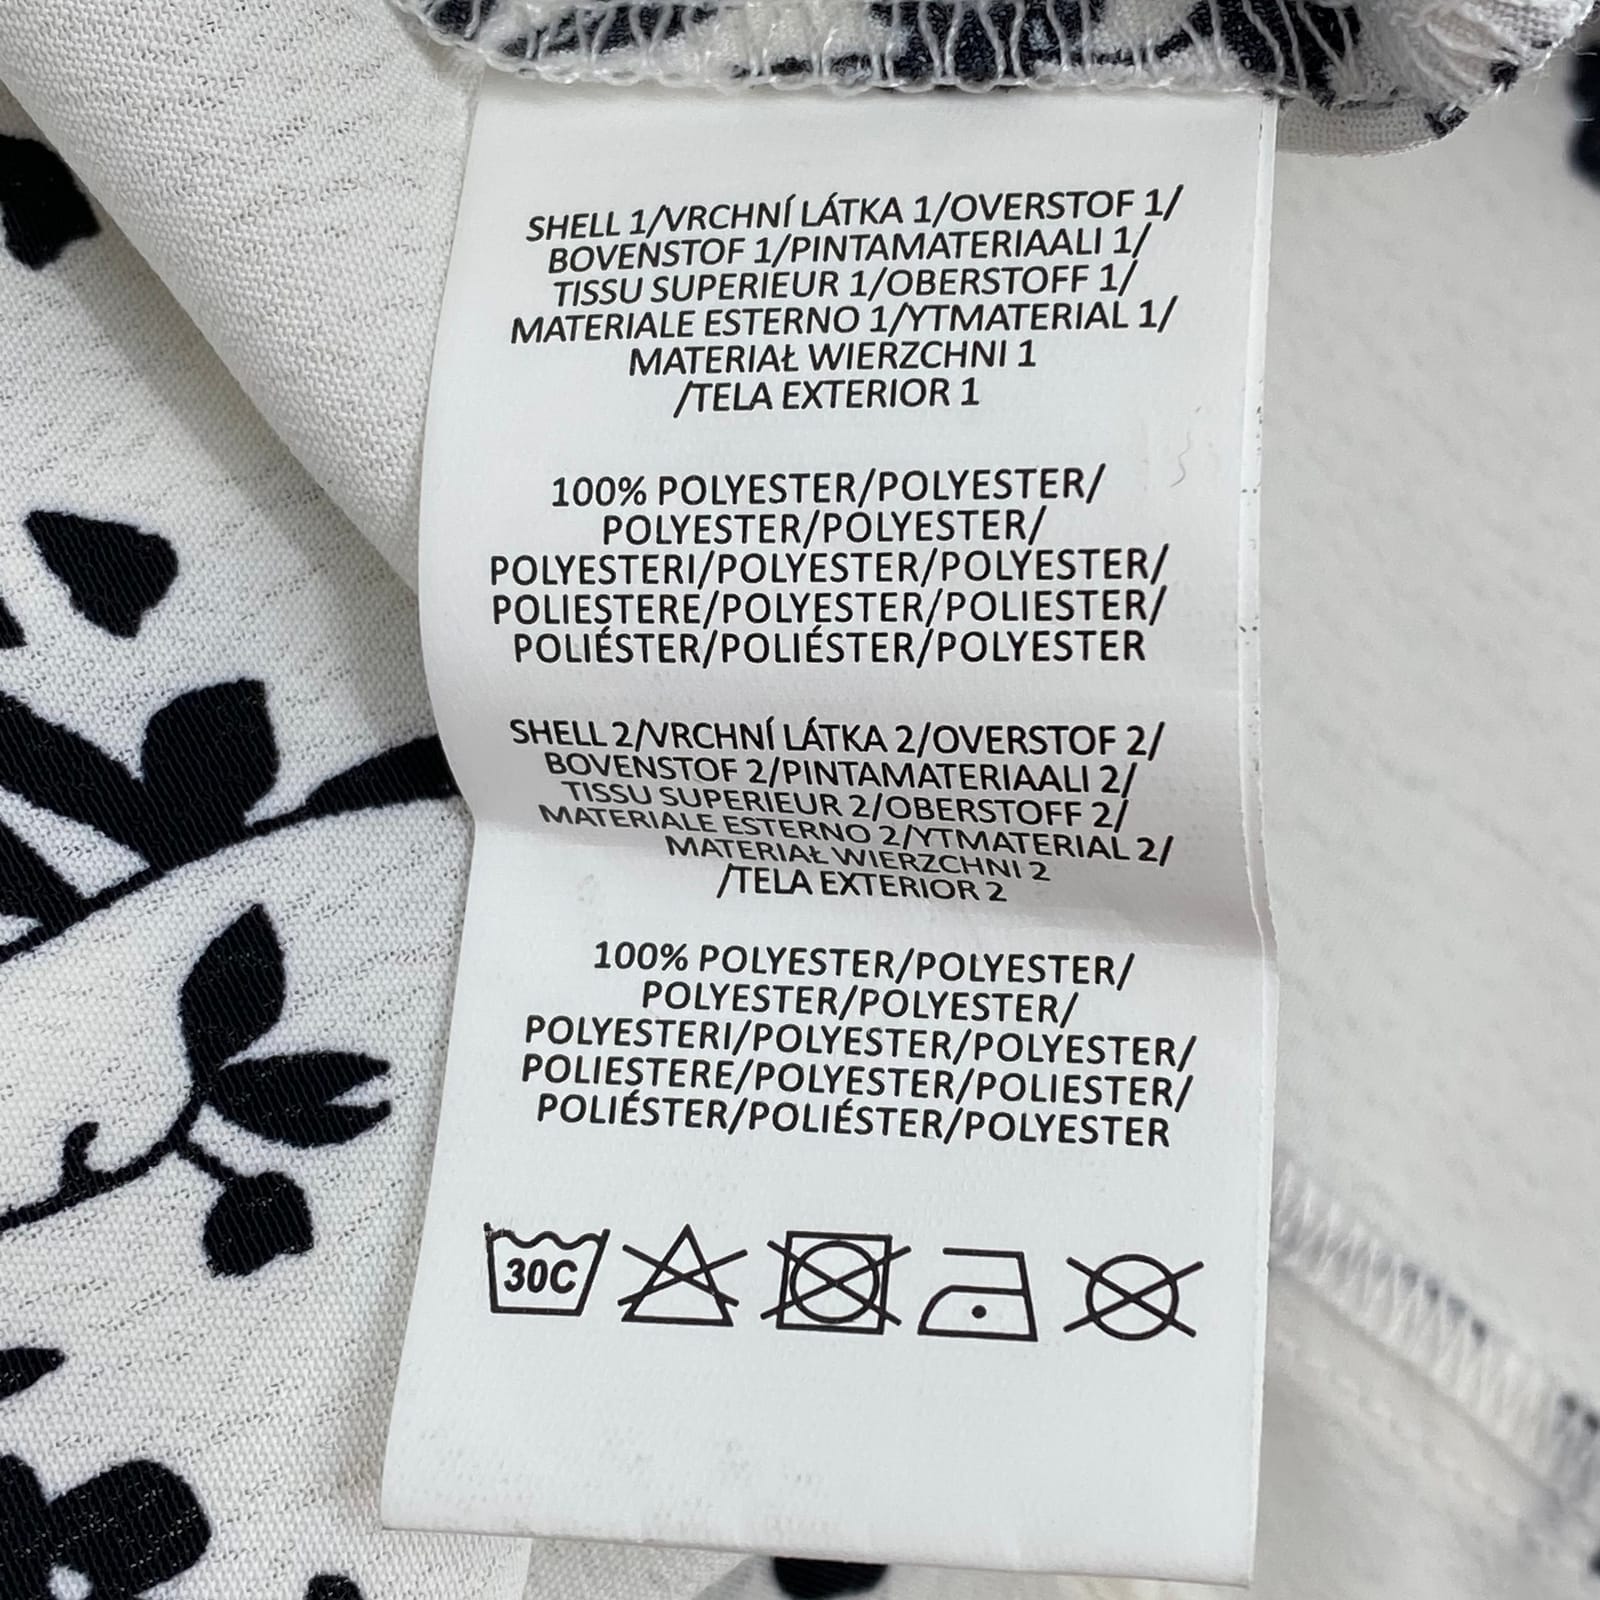 SHELL 1/VRCHNÍ LÁTKA 1/OVERSTOF 1/
BOVENSTOF 1/PINTAMATERIAALI 1/
TISSU SUPERIEUR 1/OBERSTOFF 1/
MATERIALE ESTERNO 1/YTMATERIAL 1/
MATERIAŁ WIERZCHNI 1
/TELA EXTERIOR 1
100% POLYESTER/POLYESTER/
POLYESTER/POLYESTER/
POLYESTERI/POLYESTER/POLYESTER/
POLIESTERE/POLYESTER/POLIESTER/
POLIÉSTER/POLIÉSTER/POLYESTER
SHELL 2/VRCHNÍ LÁTKA 2/OVERSTOF 2/
BOVENSTOF 2/PINTAMATERIAALI 2/
TISSU SUPERIEUR 2/OBERSTOFF 2/
MATERIALE ESTERNO 2/YTMATERIAL 2/
MATERIAŁ WIERZCHNI 2
/TELA EXTERIOR 2
100% POLYESTER/POLYESTER/
POLYESTER/POLYESTER/
POLYESTERI/POLYESTER/POLYESTER/
POLIESTERE/POLYESTER/POLIESTER/
POLIÉSTER/POLIÉSTER/POLYESTER
30C